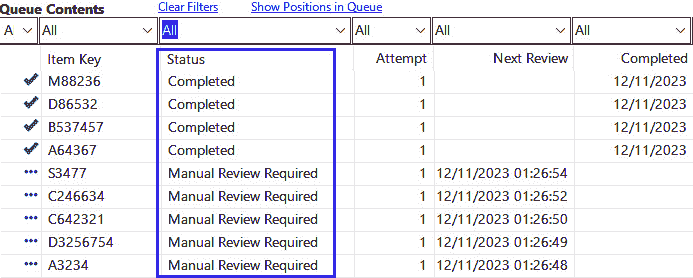 Queue Contents Clear Filters Show Positions in Queue
A All All All All All
Item Key Status Attempt Next Review Completed
M88236 Completed 1 12/11/2023
D86532 Completed 1 12/11/2023
B537457 Completed 1 12/11/2023
A64367 Completed 1 12/11/2023
S3477 Manual Review Required 1 12/11/2023 01:26:54
C246634 Manual Review Required 1 12/11/2023 01:26:52
C642321 Manual Review Required 1 12/11/2023 01:26:50
D3256754 Manual Review Required 1 12/11/2023 01:26:49
A3234 Manual Review Required 1 12/11/2023 01:26:48